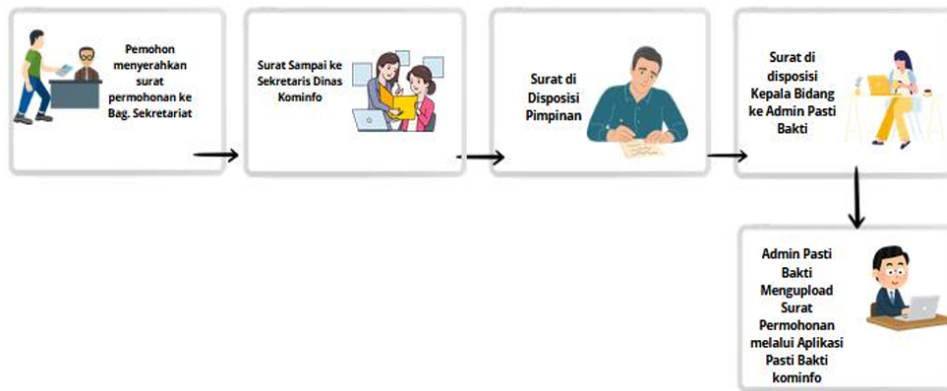 Pemohon
menyerahkan
surat
permohonan ke
Bag. Sekretariat
Surat Sampai ke
Sekretaris Dinas
Kominfo
Surat di
Disposisi
Pimpinan
Surat di
disposisi
Kepala Bidang
ke Admin Pasti
Bakti
Admin Pasti
Bakti
Mengupload
Surat
Permohonan
melalui Aplikasi
Pasti Bakti
kominfo